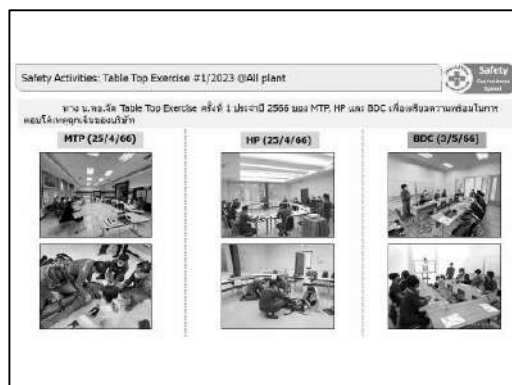 Safety Activities: Table Top Exercise #1/2023 @All plant
Safety
ทาง น.พอ.จัด Table Top Exercise ครั้งที่ 1 ประจำปี 2566 ของ MTP, HP และ BDC เพื่อเตรียมความพร้อมในการ
ตอบโต้เหตุฉุกเฉินของบริษัท
MTP (25/4/66)
HP (25/4/66)
BDC (3/5/66)